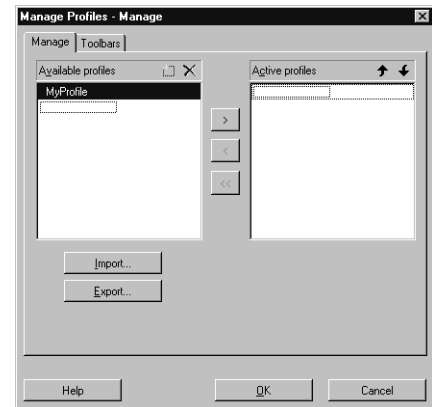 Manage Profiles - Manage
Manage Toolbars
Available profiles
Active profiles
MyProfile
>
<
<<
Import...
Export...
Help
OK
Cancel